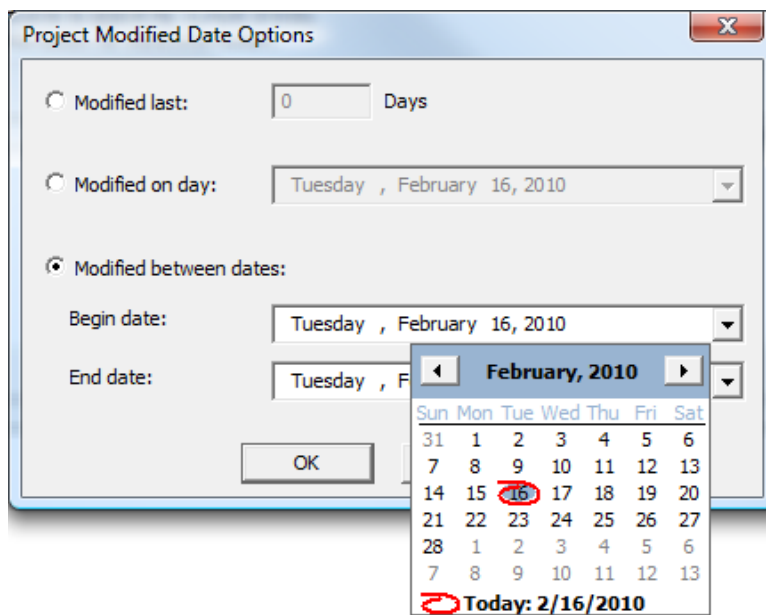 Project Modified Date Options
Modified last: 0 Days
Modified on day: Tuesday , February 16, 2010
Modified between dates:
Begin date: Tuesday , February 16, 2010
End date: Tuesday ,
February, 2010
Sun Mon Tue Wed Thu Fri Sat
31 1 2 3 4 5 6
7 8 9 10 11 12 13
14 15 16 17 18 19 20
21 22 23 24 25 26 27
28 1 2 3 4 5 6
7 8 9 10 11 12 13
Today: 2/16/2010
OK